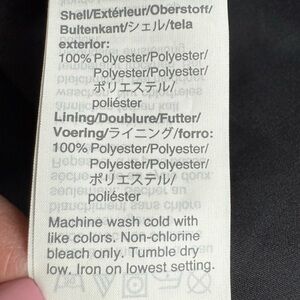 Shell/Extérieur/Oberstoff/
Buitenkant/シェル/tela
exterior:
100% Polyester/Polyester/
Polyester/Polyester/
ポリエステル/
poliéster
Lining/Doublure/Futter/
Voering/ライニング/forro:
100% Polyester/Polyester/
Polyester/Polyester/
ポリエステル/
poliéster
Machine wash cold with
like colors. Non-chlorine
bleach only. Tumble dry
low. Iron on lowest setting.